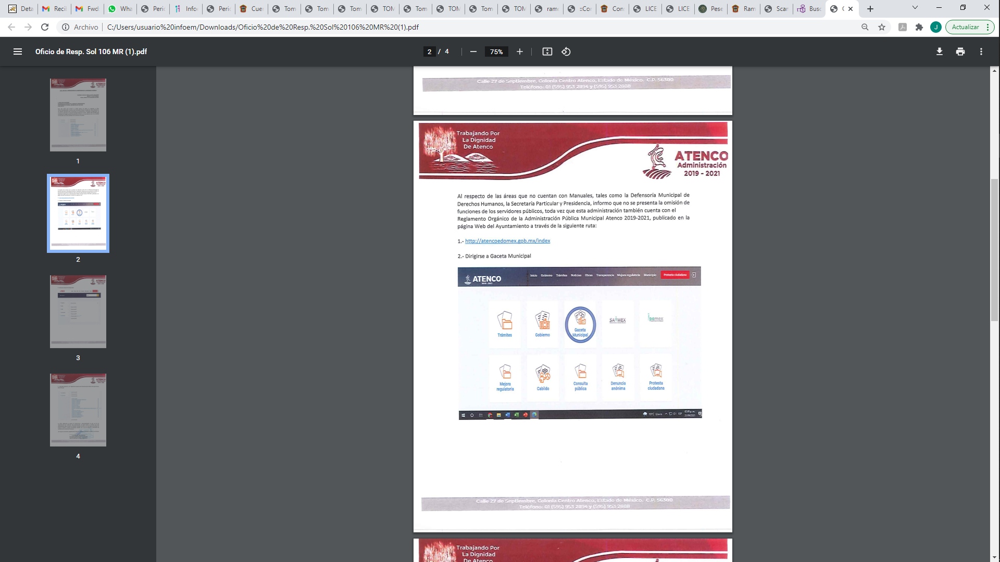 Deta
Recil
Fwd
Wha
Peric
Infoe
Peric
Cuer
Tom
Tom
Tom
TOM
Tom
TOM
Tom
TOM
ramo
::Cor
Con
LICE
LICE
Pese
Ram
Scar
Busc
Archivo
C:/Users/usuario%20infoem/Downloads/Oficio%20de%20Resp.%20Sol%20106%20MR%20(1).pdf
J
Actualizar
Oficio de Resp. Sol 106 MR (1).pdf
2 / 4
75%
1
2
3
4
Calle 27 de Septiembre, Colonia Centro Atenco, Estado de México. C.P. 56300
Teléfono: 01 (595) 953 2894 y (595) 953 2888
Trabajando Por
La Dignidad
De Atenco
ATENCO
Administración
2019 - 2021
Al respecto de las áreas que no cuentan con Manuales, tales como la Defensoría Municipal de
Derechos Humanos, la Secretaría Particular y Presidencia, informo que no se presenta la omisión de
funciones de los servidores públicos, toda vez que esta administración también cuenta con el
Reglamento Orgánico de la Administración Pública Municipal Atenco 2019-2021, publicado en la
página Web del Ayuntamiento a través de la siguiente ruta:
1.- http://atencoedomex.gob.mx/index
2.- Dirigirse a Gaceta Municipal
ATENCO
2019 - 2021
Inicio Gobierno Trámites Noticias Obras Transparencia Mejora regulatoria Municipio Protesta ciudadana
Trámites
Gobierno
Gaceta
Municipal
SAIMEX
ipomex
Mejora
regulatoria
Cabildo
Consulta
pública
Denuncia
anónima
Protesta
ciudadana
19°C Lluvia
ESP
Calle 27 de Septiembre, Colonia Centro Atenco, Estado de México. C.P. 56300
Teléfono: 01 (595) 953 2894 y (595) 953 2888
Trabajando Por
La Dignidad
De Atenco